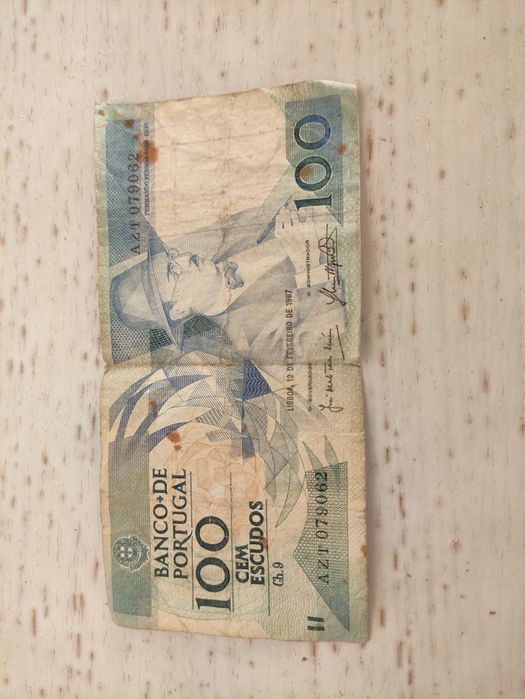 BANCO DE
PORTUGAL
100
CEM
ESCUDOS
Ch. 9
AZT 079062
LISBOA, 12 DE FEVEREIRO DE 1987
O GOVERNADOR
O ADMINISTRADOR
AZT 079062
FERNANDO PESSOA
100